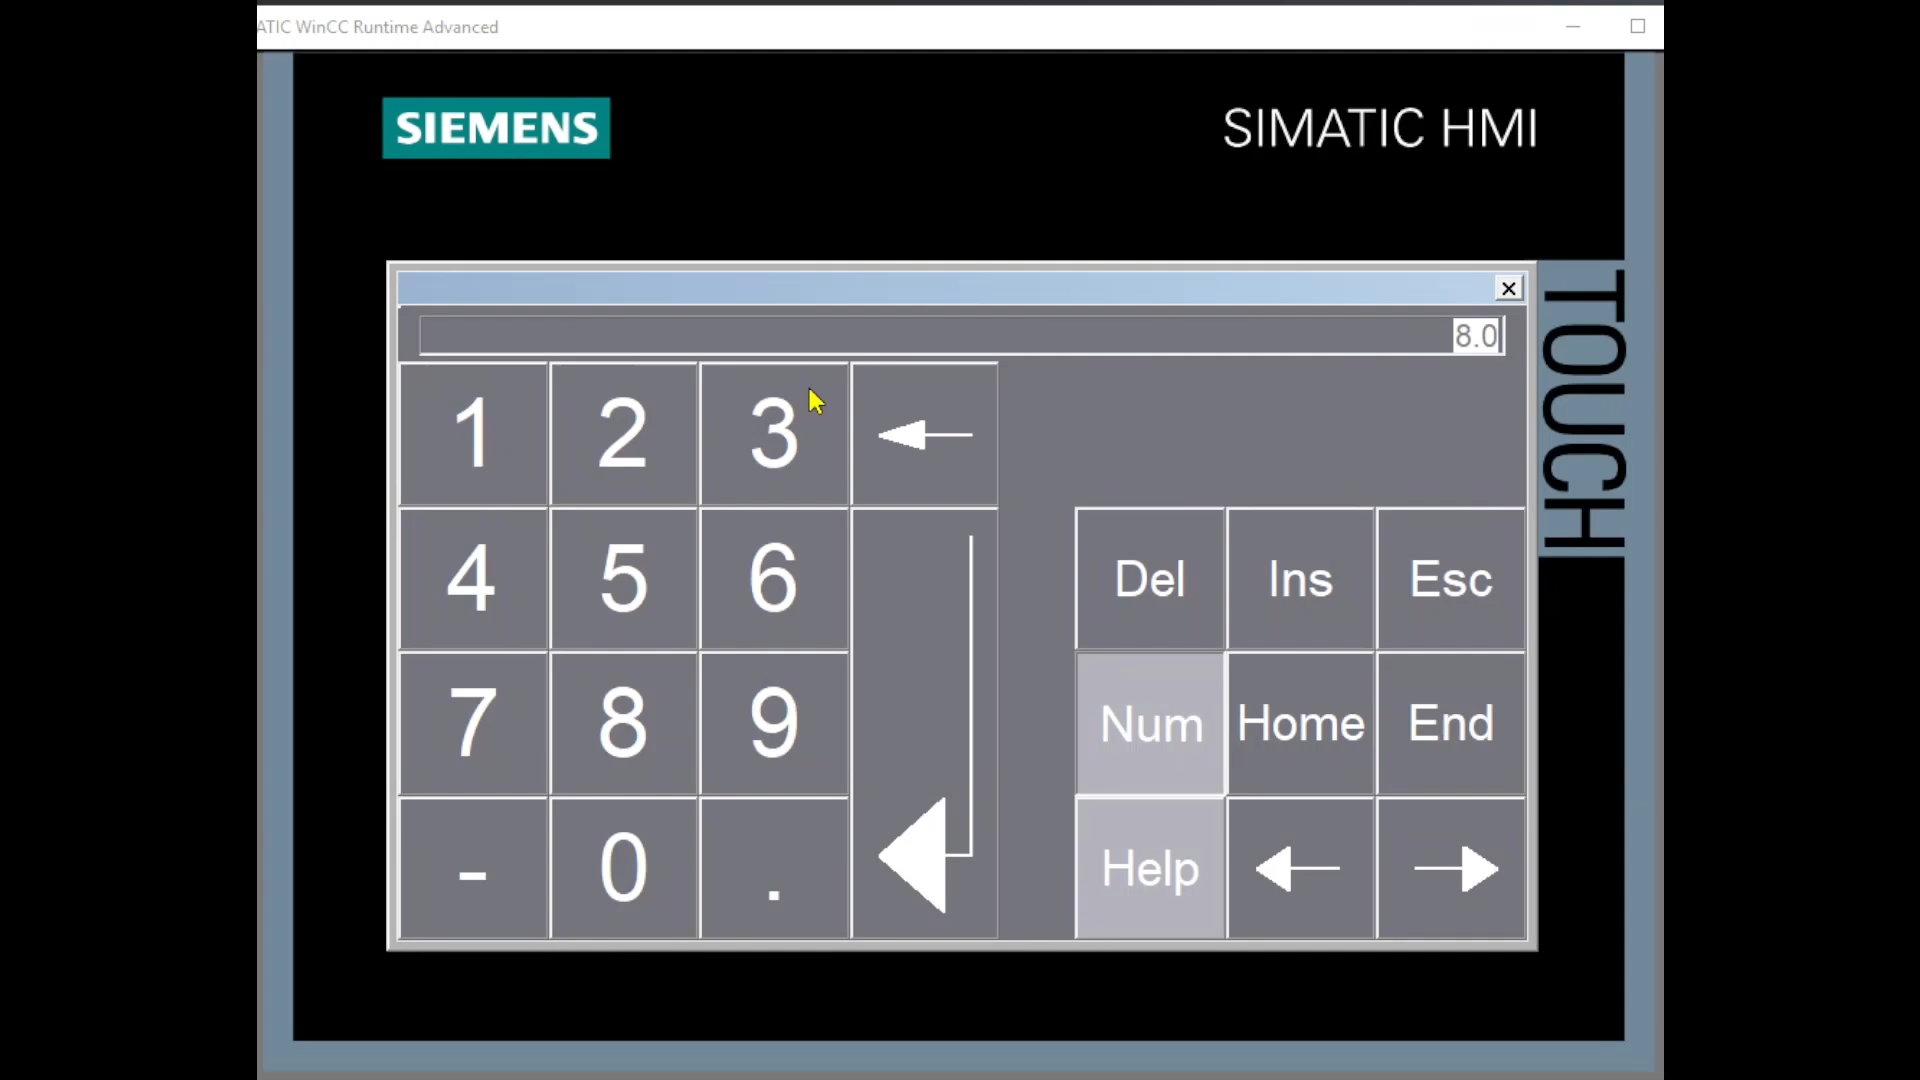 ATIC WinCC Runtime Advanced
SIEMENS
SIMATIC HMI
TOUCH
8.0
1 2 3
4 5 6 Del Ins Esc
7 8 9 Num Home End
- 0 . Help